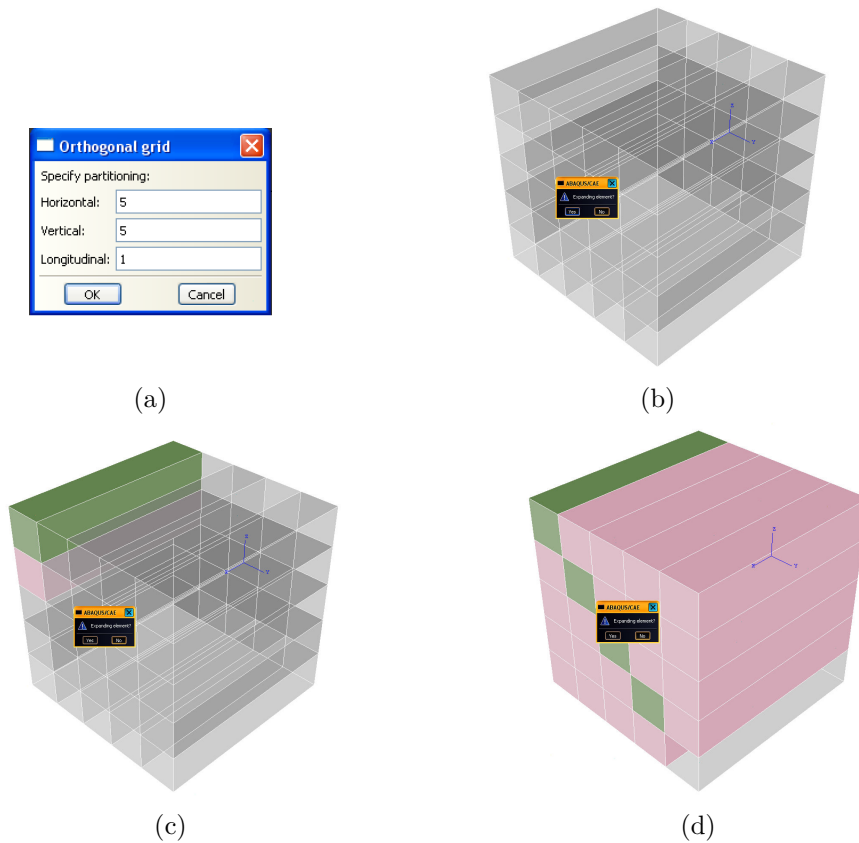 Orthogonal grid
Specify partitioning:
Horizontal: 5
Vertical: 5
Longitudinal: 1
OK Cancel
(a)
Z
X Y
ABAQUS/CAE
Expanding element?
Yes No
(b)
Z
X Y
ABAQUS/CAE
Expanding element?
Yes No
(c)
Z
X Y
ABAQUS/CAE
Expanding element?
Yes No
(d)